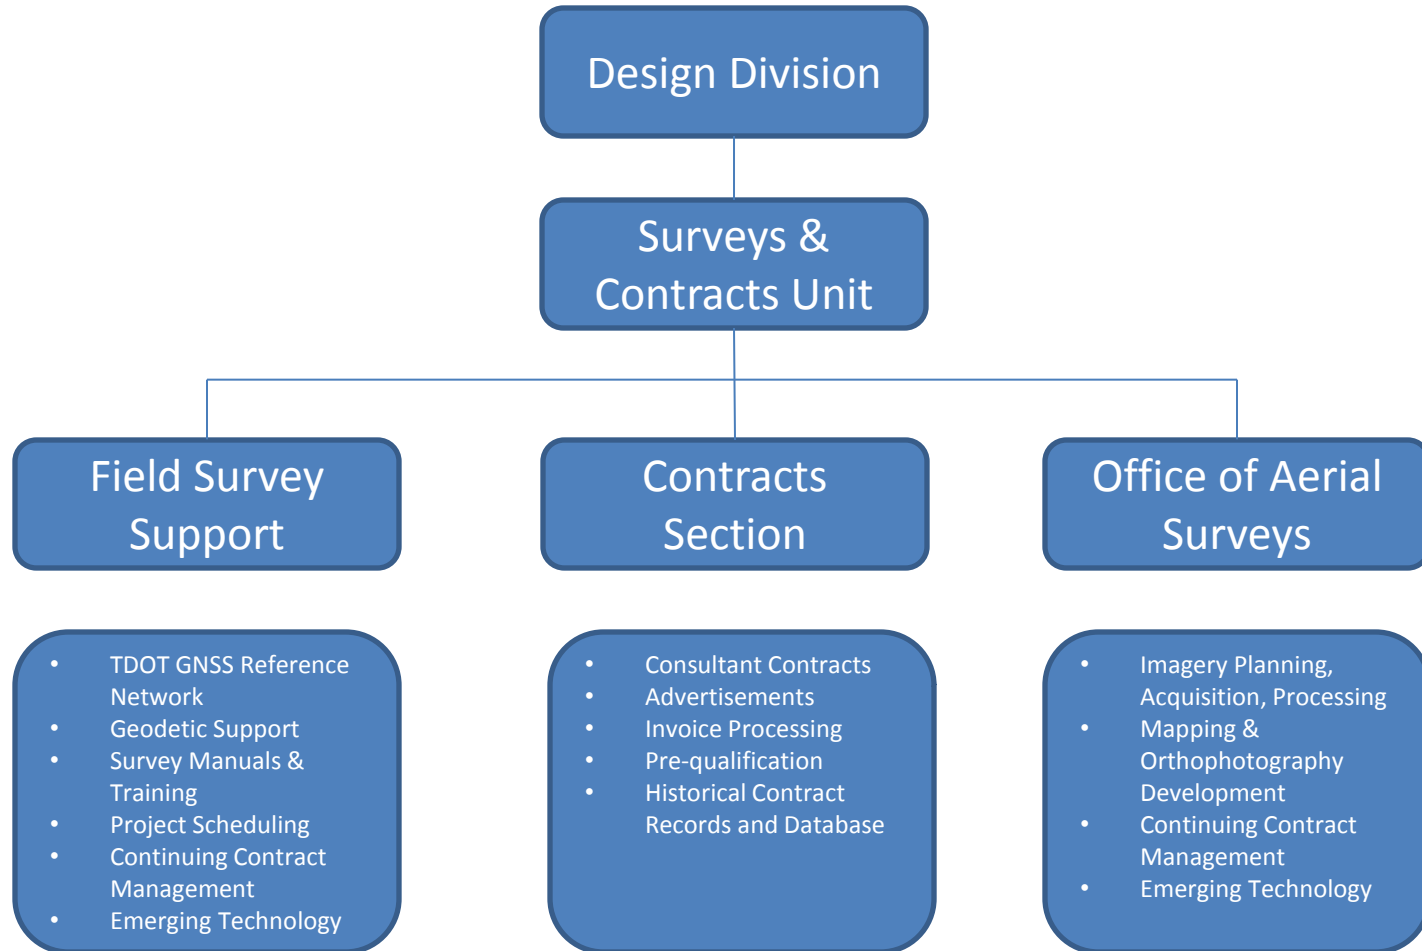 Design Division
Surveys &
Contracts Unit
Field Survey
Support
Contracts
Section
Office of Aerial
Surveys
• TDOT GNSS Reference
Network
• Geodetic Support
• Survey Manuals &
Training
• Project Scheduling
• Continuing Contract
Management
• Emerging Technology
• Consultant Contracts
• Advertisements
• Invoice Processing
• Pre-qualification
• Historical Contract
Records and Database
• Imagery Planning,
Acquisition, Processing
• Mapping &
Orthophotography
Development
• Continuing Contract
Management
• Emerging Technology